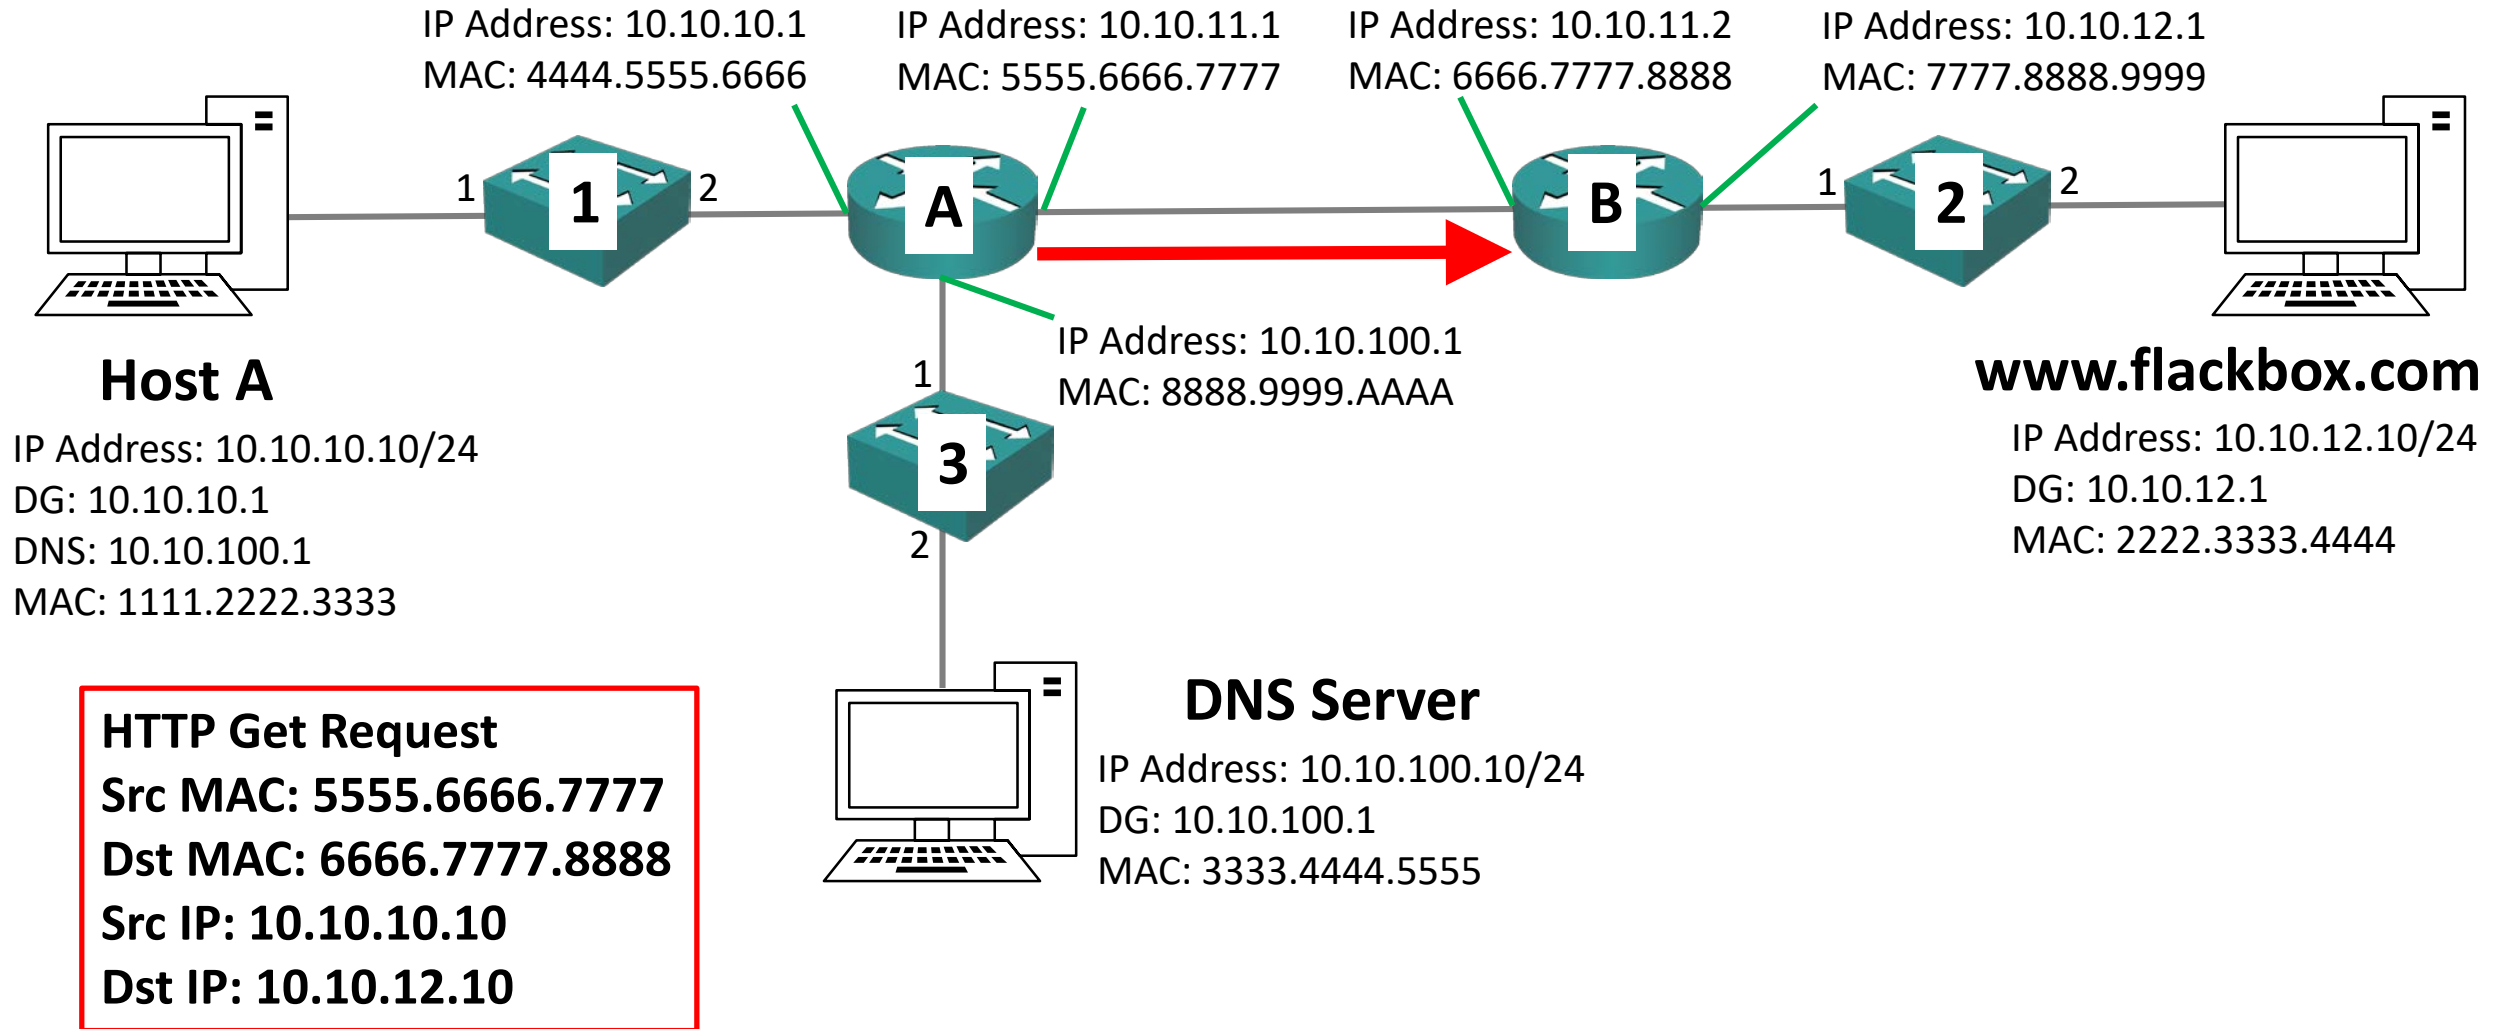 IP Address: 10.10.10.1
MAC: 4444.5555.6666
IP Address: 10.10.11.1
MAC: 5555.6666.7777
IP Address: 10.10.11.2
MAC: 6666.7777.8888
IP Address: 10.10.12.1
MAC: 7777.8888.9999
1
1
2
A
B
1
2
2
IP Address: 10.10.100.1
MAC: 8888.9999.AAAA
1
3
2
Host A
IP Address: 10.10.10.10/24
DG: 10.10.10.1
DNS: 10.10.100.1
MAC: 1111.2222.3333
www.flackbox.com
IP Address: 10.10.12.10/24
DG: 10.10.12.1
MAC: 2222.3333.4444
HTTP Get Request
Src MAC: 5555.6666.7777
Dst MAC: 6666.7777.8888
Src IP: 10.10.10.10
Dst IP: 10.10.12.10
DNS Server
IP Address: 10.10.100.10/24
DG: 10.10.100.1
MAC: 3333.4444.5555